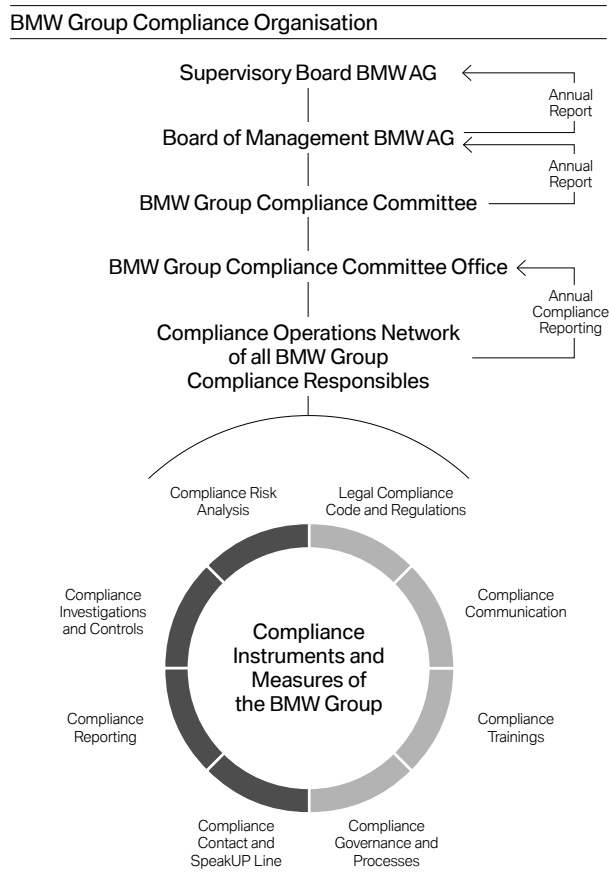 BMW Group Compliance Organisation
Supervisory Board BMW AG
Annual
Report
Board of Management BMW AG
Annual
Report
BMW Group Compliance Committee
BMW Group Compliance Committee Office
Annual
Compliance
Reporting
Compliance Operations Network
of all BMW Group
Compliance Responsibles
Compliance Risk
Analysis
Legal Compliance
Code and Regulations
Compliance
Investigations
and Controls
Compliance
Communication
Compliance
Instruments and
Measures of
the BMW Group
Compliance
Reporting
Compliance
Trainings
Compliance
Contact and
SpeakUP Line
Compliance
Governance and
Processes